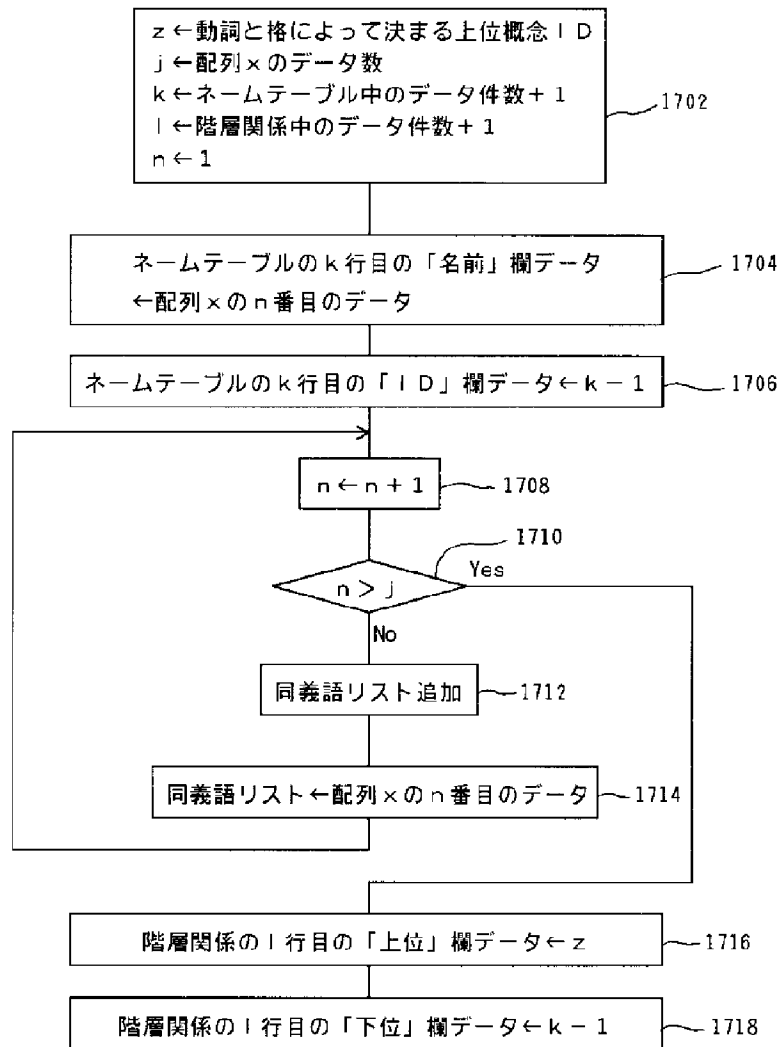 z←動詞と格によって決まる上位概念ID
j←配列xのデータ数
k←ネームテーブル中のデータ件数+1
l←階層関係中のデータ件数+1
n←1
1702
ネームテーブルのk行目の「名前」欄データ
←配列xのn番目のデータ
1704
ネームテーブルのk行目の「ID」欄データ←k-1
1706
n←n+1
1708
1710
n>j
Yes
No
同義語リスト追加
1712
同義語リスト←配列xのn番目のデータ
1714
階層関係のl行目の「上位」欄データ←z
1716
階層関係のl行目の「下位」欄データ←k-1
1718